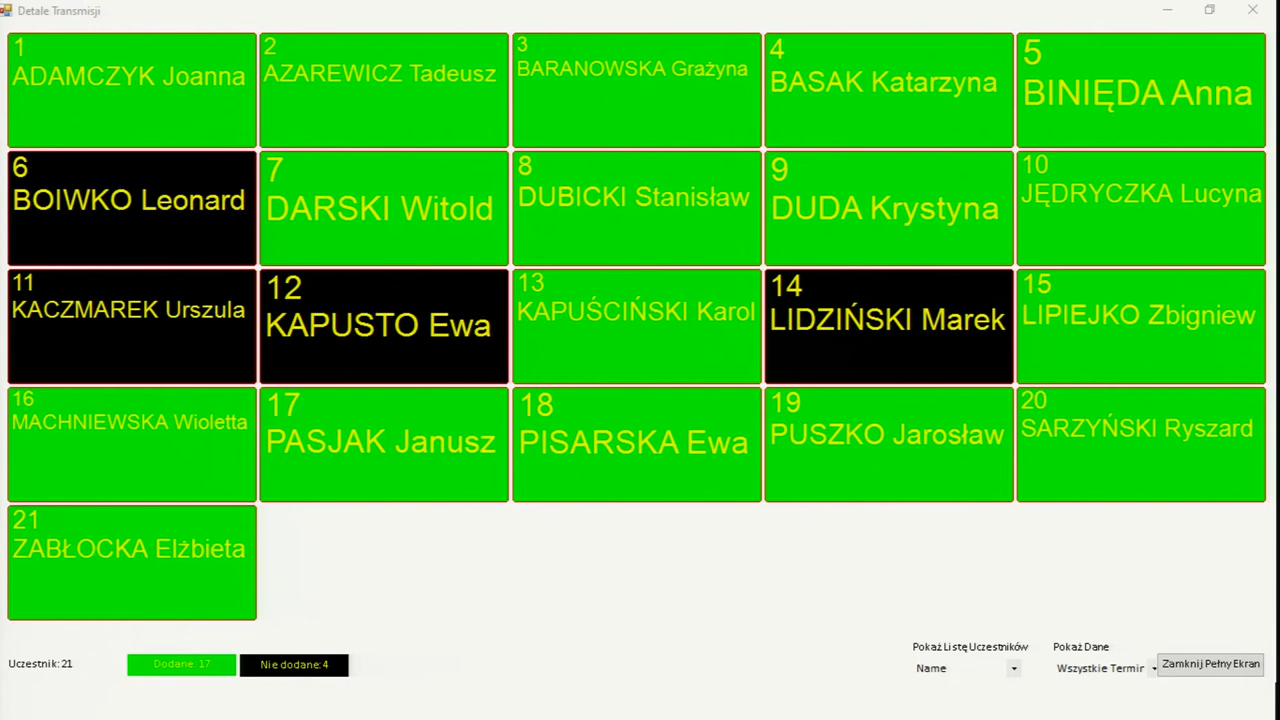 Detale Transmisji
1
ADAMCZYK Joanna
2
AZAREWICZ Tadeusz
3
BARANOWSKA Grażyna
4
BASAK Katarzyna
5
BINIĘDA Anna
6
BOIWKO Leonard
7
DARSKI Witold
8
DUBICKI Stanisław
9
DUDA Krystyna
10
JĘDRYCZKA Lucyna
11
KACZMAREK Urszula
12
KAPUSTO Ewa
13
KAPUŚCIŃSKI Karol
14
LIDZIŃSKI Marek
15
LIPIEJKO Zbigniew
16
MACHNIEWSKA Wioletta
17
PASJAK Janusz
18
PISARSKA Ewa
19
PUSZKO Jarosław
20
SARZYŃSKI Ryszard
21
ZABŁOCKA Elżbieta
Uczestnik: 21
Dodane: 17
Nie dodane: 4
Pokaż Listę Uczestników
Name
Pokaż Dane
Wszystkie Termir
Zamknij Pełny Ekran